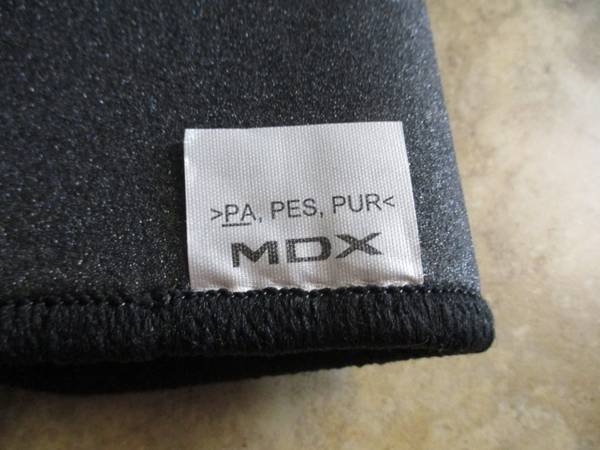 >PA, PES, PUR<
MDX